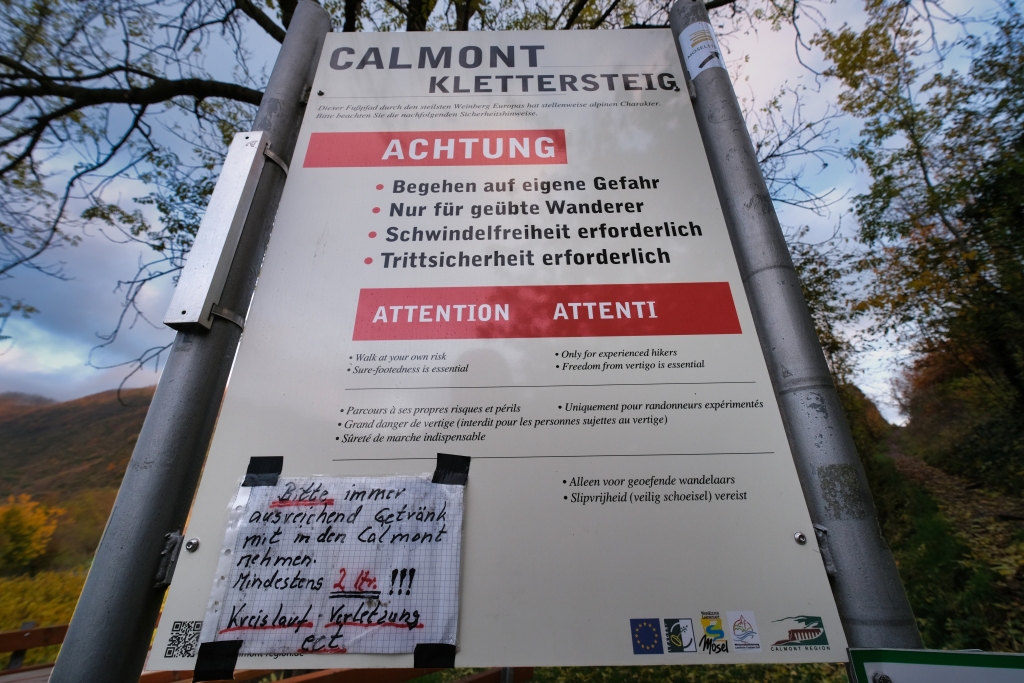 CALMONT
KLETTERSTEIG
Dieser Fußpfad durch den steilsten Weinberg Europas hat stellenweise alpinen Charakter.
Bitte beachten Sie die nachfolgenden Sicherheitshinweise.
ACHTUNG
• Begehen auf eigene Gefahr
• Nur für geübte Wanderer
• Schwindelfreiheit erforderlich
• Trittsicherheit erforderlich
ATTENTION ATTENTI
• Walk at your own risk • Only for experienced hikers
• Sure-footedness is essential • Freedom from vertigo is essential
• Parcours à ses propres risques et périls • Uniquement pour randonneurs expérimentés
• Grand danger de vertige (interdit pour les personnes sujettes au vertige)
• Sûreté de marche indispensable
• Alleen voor geoefende wandelaars
• Slipvrijheid (veilig schoeisel) vereist
Bitte immer
ausreichend Getränk
mit in den Calmont
nehmen.
Mindestens 2 ltr. !!!
Kreislauf - Verletzung
ect.
Mosel
CALMONT REGION